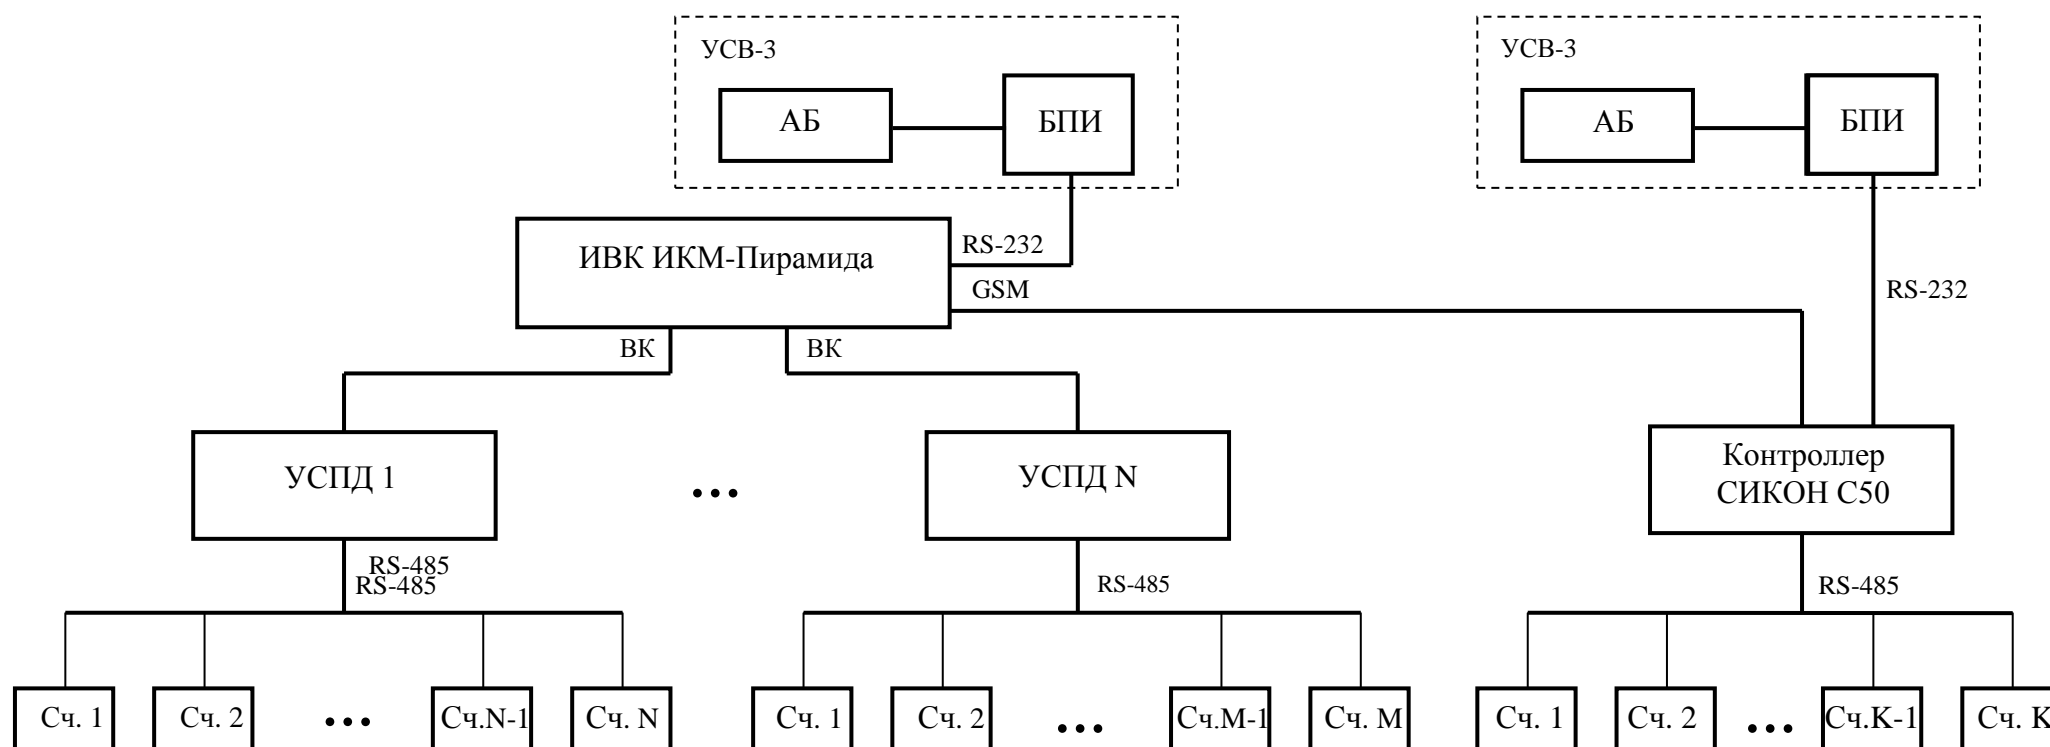 УСВ-3
АБ
БПИ
УСВ-3
АБ
БПИ
ИВК ИКМ-Пирамида
RS-232
GSM
RS-232
ВК
ВК
УСПД 1
...
УСПД N
Контроллер
СИКОН С50
RS-485
RS-485
RS-485
RS-485
Сч. 1
Сч. 2
...
Сч.N-1
Сч. N
Сч. 1
Сч. 2
...
Сч.М-1
Сч. М
Сч. 1
Сч. 2
...
Сч.К-1
Сч. К